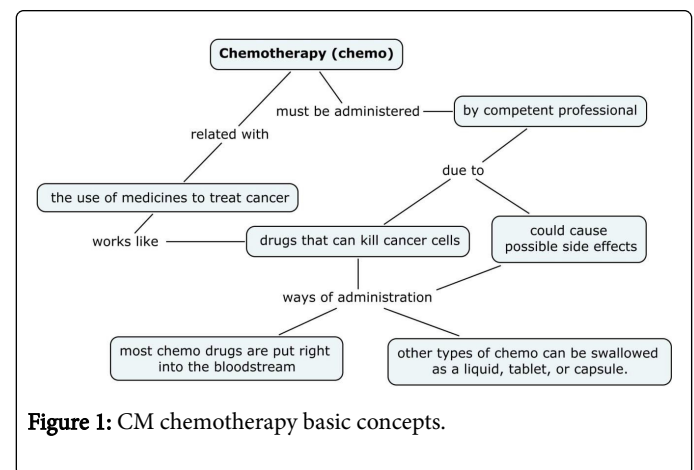 Chemotherapy (chemo)
must be administered
by competent professional
related with
due to
the use of medicines to treat cancer
works like
drugs that can kill cancer cells
could cause
possible side effects
ways of administration
most chemo drugs are put right
into the bloodstream
other types of chemo can be swallowed
as a liquid, tablet, or capsule.
Figure 1: CM chemotherapy basic concepts.